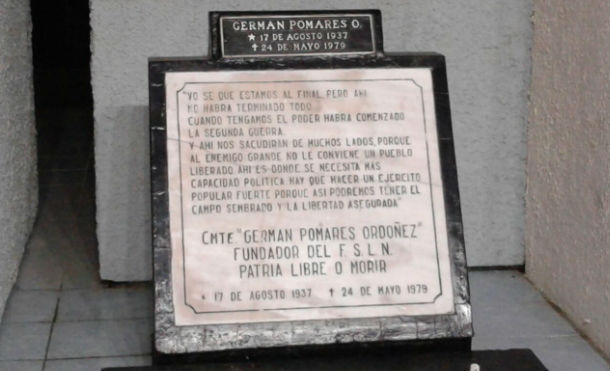 GERMAN POMARES O.
★ 17 DE AGOSTO 1937
✝ 24 DE MAYO 1979
"YO SE QUE ESTAMOS AL FINAL, PERO AHI
NO HABRA TERMINADO TODO.
CUANDO TENGAMOS EL PODER HABRA COMENZADO
LA SEGUNDA GUERRA.
Y AHI NOS SACUDIRAN DE MUCHOS LADOS, PORQUE
AL ENEMIGO GRANDE NO LE CONVIENE UN PUEBLO
LIBERADO. AHI ES DONDE SE NECESITA MAS
CAPACIDAD POLITICA HAY QUE HACER UN EJERCITO
POPULAR FUERTE PORQUE ASI PODREMOS TENER EL
CAMPO SEMBRADO Y LA LIBERTAD ASEGURADA"
CMTE. "GERMAN POMARES ORDOÑEZ"
FUNDADOR DEL F.S.L.N.
PATRIA LIBRE O MORIR
★ 17 DE AGOSTO 1937 ✝ 24 DE MAYO 1979